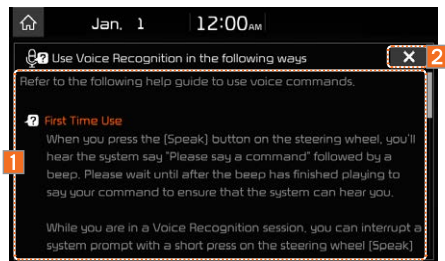 Jan. 1 12:00AM
Use Voice Recognition in the following ways
2
Refer to the following help guide to use voice commands.
First Time Use
When you press the [Speak] button on the steering wheel, you'll
hear the system say "Please say a command" followed by a
beep. Please wait until after the beep has finished playing to
say your command to ensure that the system can hear you.
1
While you are in a Voice Recognition session, you can interrupt a
system prompt with a short press on the steering wheel [Speak]